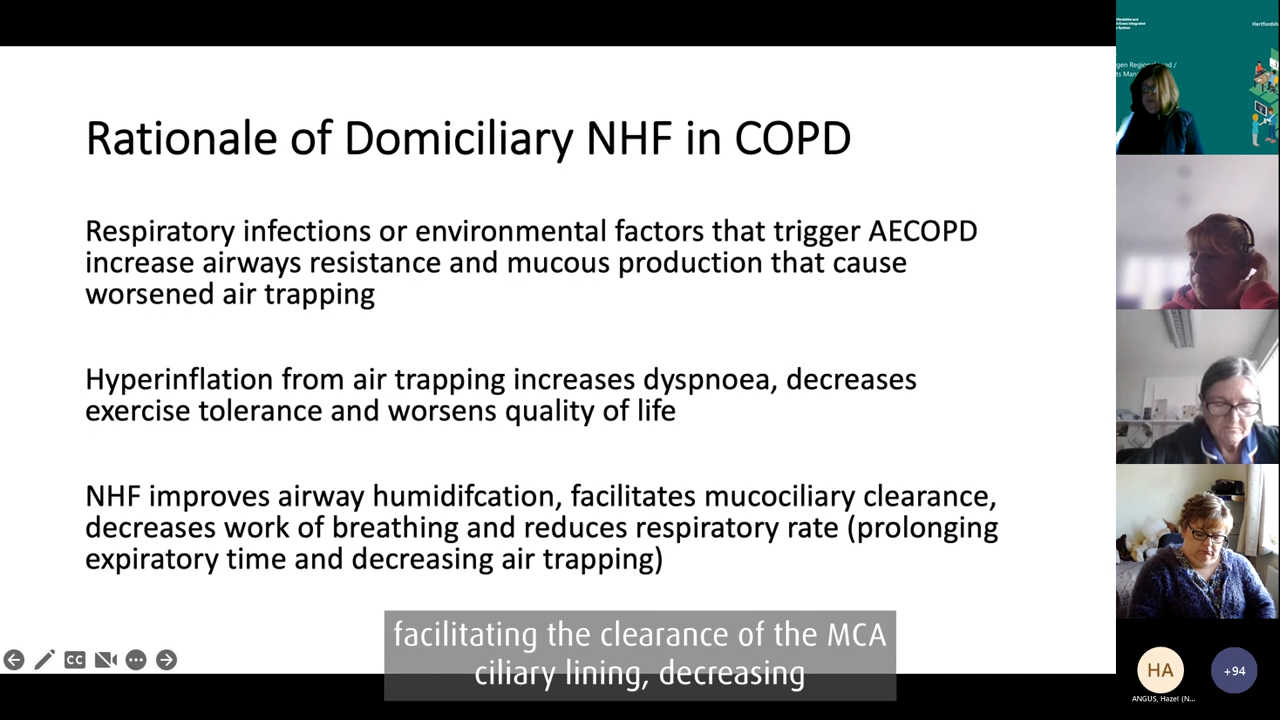 Rationale of Domiciliary NHF in COPD
Respiratory infections or environmental factors that trigger AECOPD
increase airways resistance and mucous production that cause
worsened air trapping
Hyperinflation from air trapping increases dyspnoea, decreases
exercise tolerance and worsens quality of life
NHF improves airway humidifcation, facilitates mucociliary clearance,
decreases work of breathing and reduces respiratory rate (prolonging
expiratory time and decreasing air trapping)
facilitating the clearance of the MCA
ciliary lining, decreasing
CC
HA
+94
ANGUS, Hazel (N...